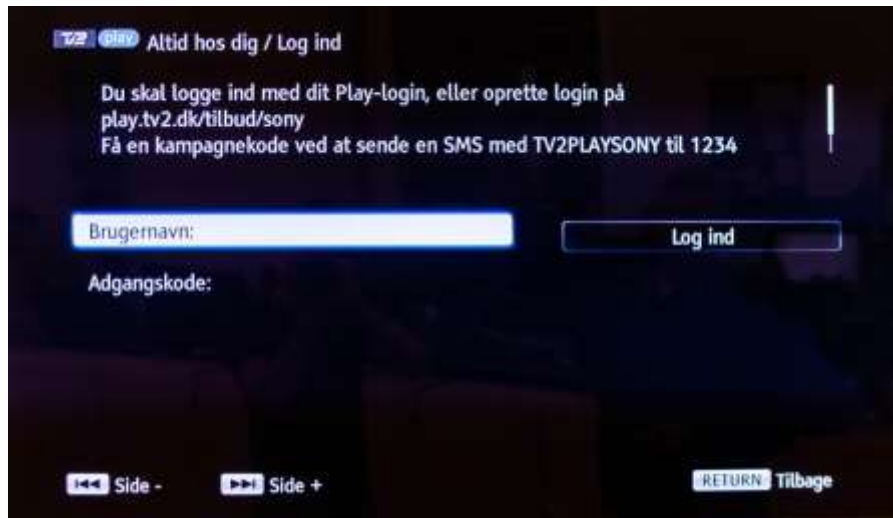 TV2 play Altid hos dig / Log ind
Du skal logge ind med dit Play-login, eller oprette login på
play.tv2.dk/tilbud/sony
Få en kampagnekode ved at sende en SMS med TV2PLAYSONY til 1234
Brugernavn:
Log ind
Adgangskode:
Side -
Side +
RETURN Tilbage